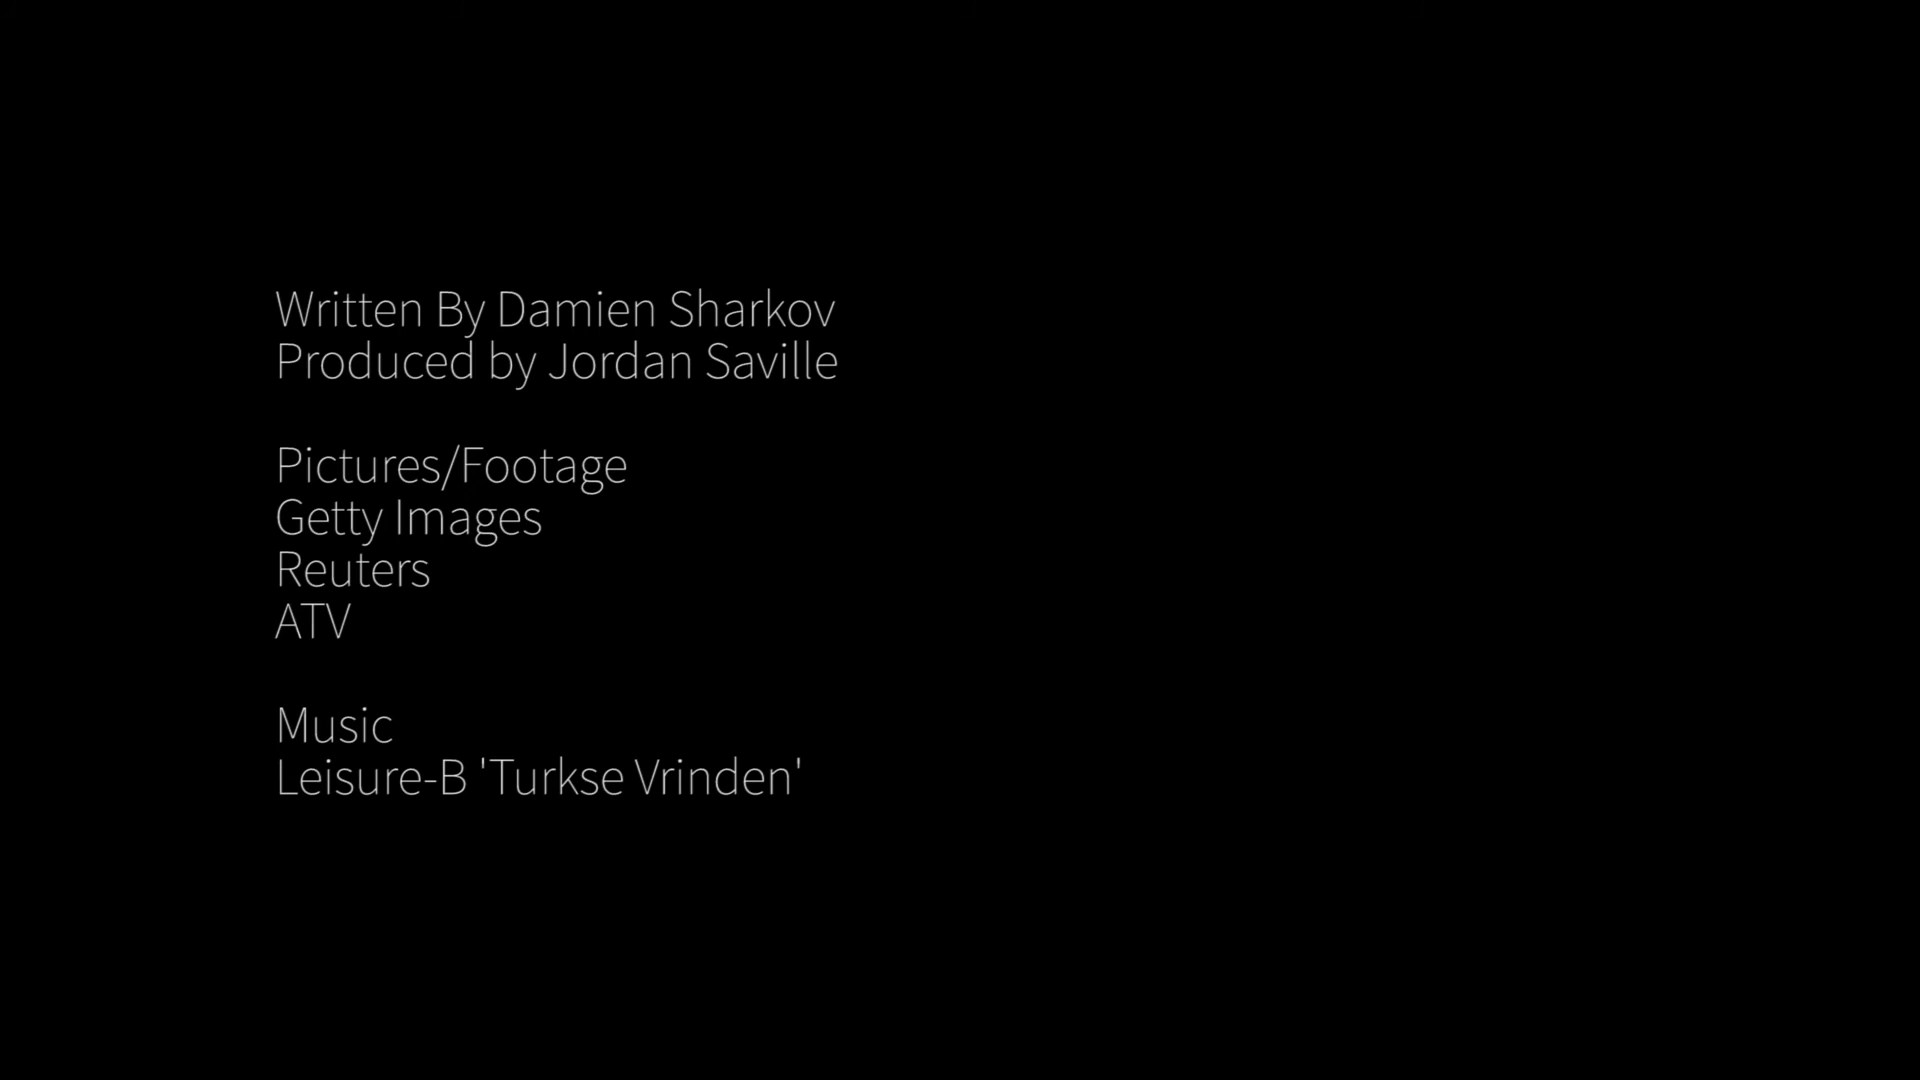 Written By Damien Sharkov
Produced by Jordan Saville
Pictures/Footage
Getty Images
Reuters
ATV
Music
Leisure-B 'Turkse Vrinden'